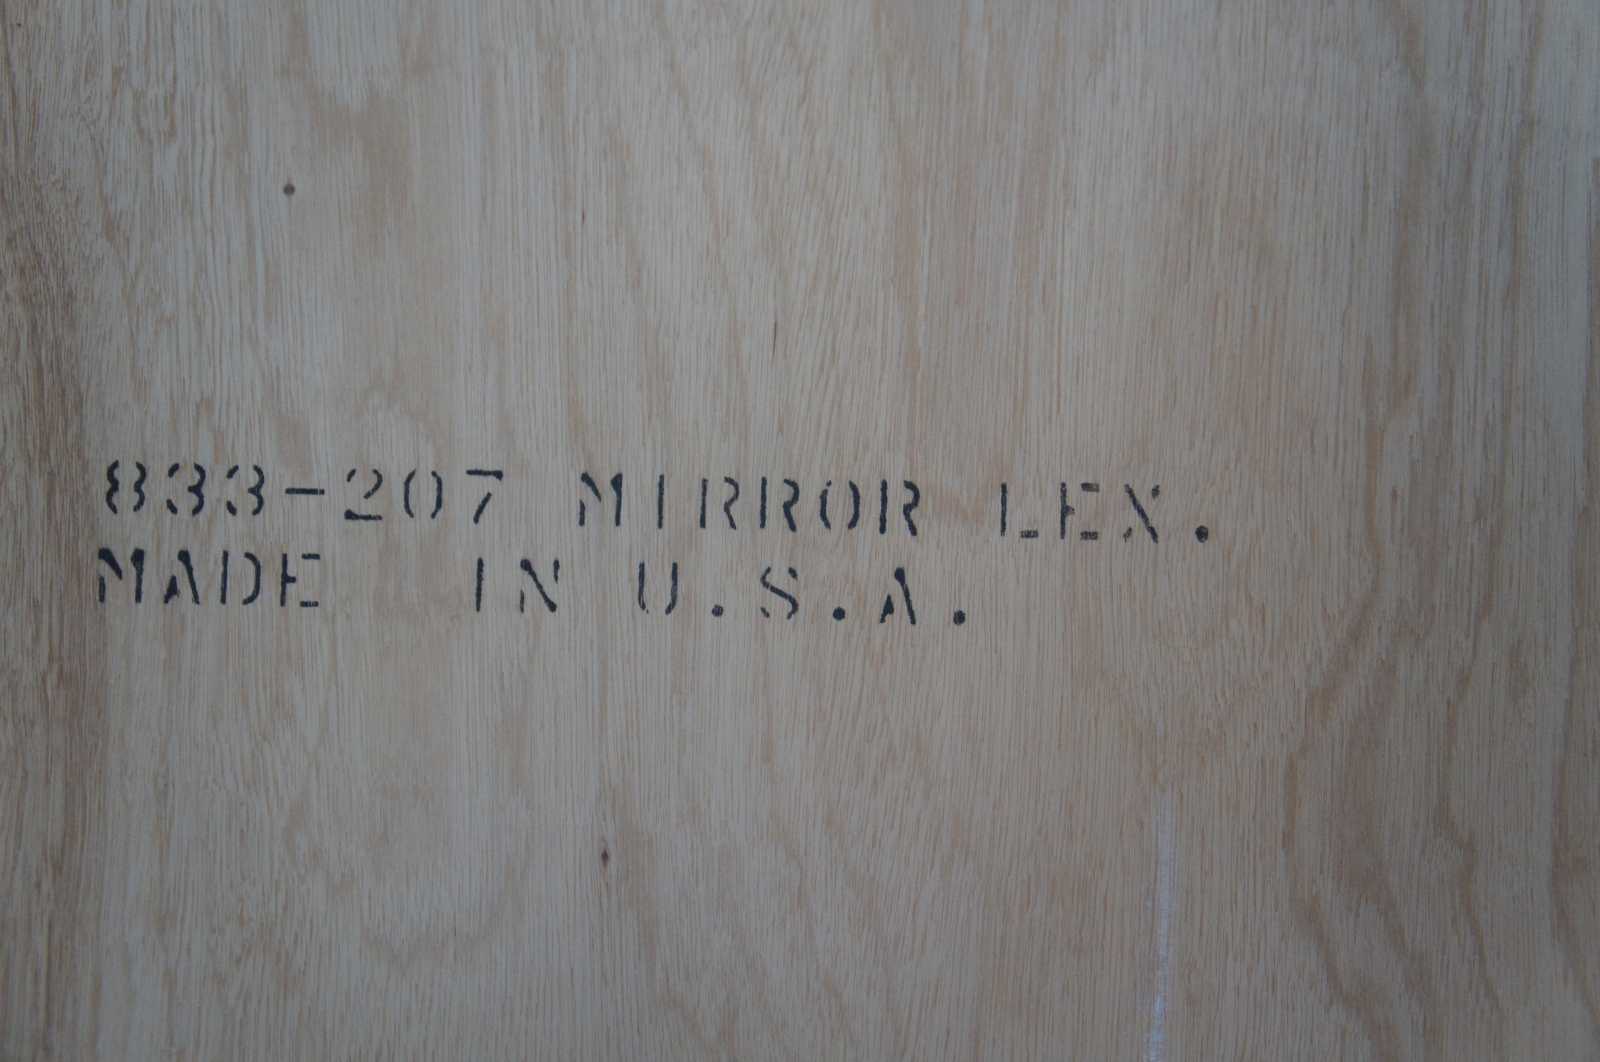 833-207 MIRROR LEX.
MADE IN U.S.A.